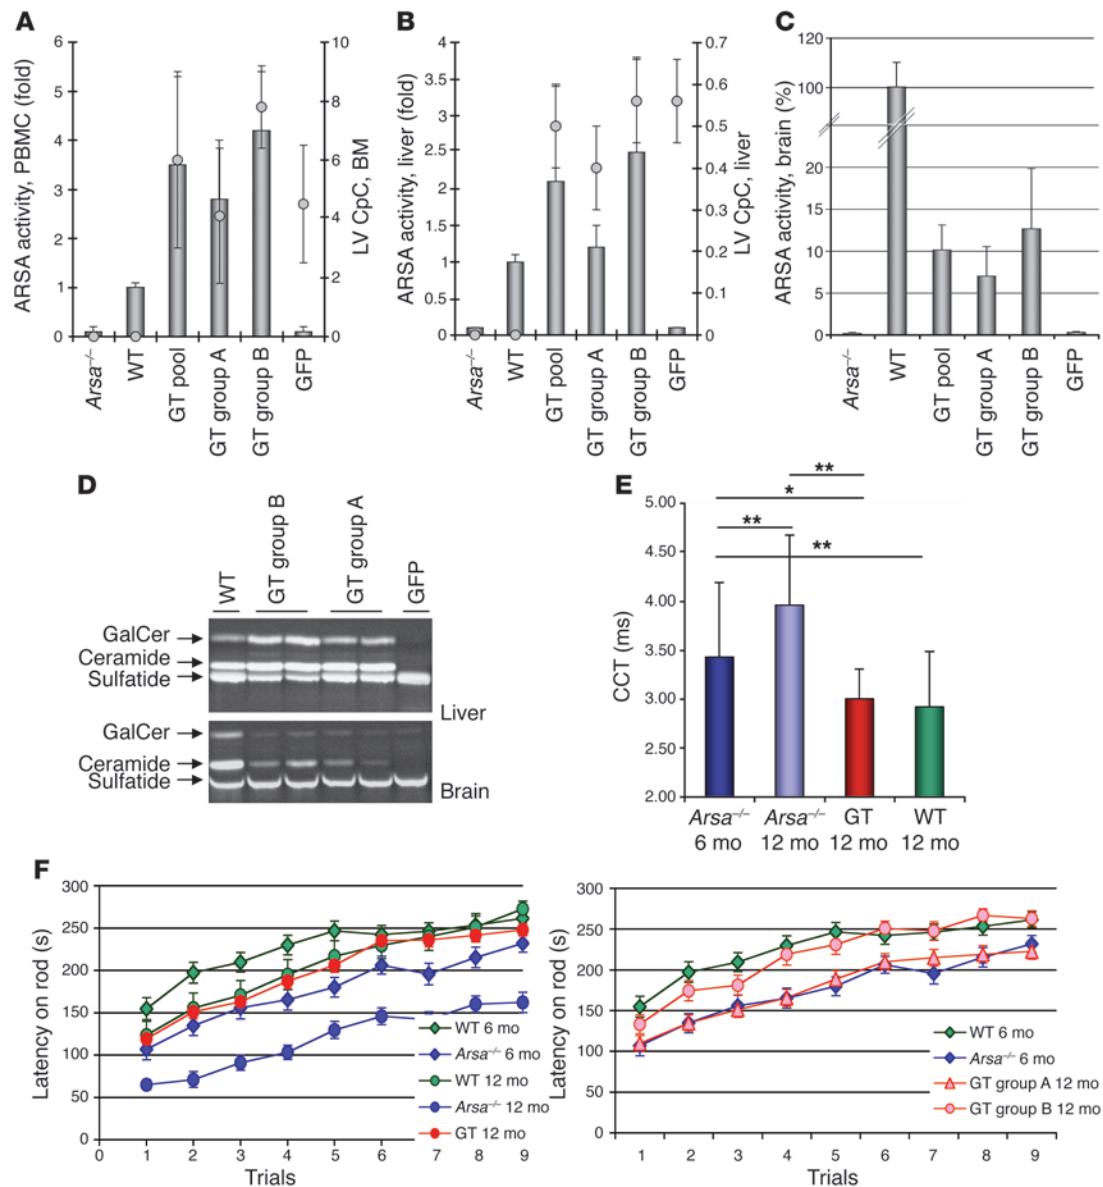 A
ARSA activity, PBMC (fold)
6
5
4
3
2
1
0
10
8
6
4
2
0
LV CpC, BM
Arsa⁻/⁻
WT
GT pool
GT group A
GT group B
GFP
B
ARSA activity, liver (fold)
4
3.5
3
2.5
2
1.5
1
0.5
0
0.7
0.6
0.5
0.4
0.3
0.2
0.1
0
LV CpC, liver
Arsa⁻/⁻
WT
GT pool
GT group A
GT group B
GFP
C
ARSA activity, brain (%)
120
100
20
15
10
5
0
Arsa⁻/⁻
WT
GT pool
GT group A
GT group B
GFP
D
WT
GT group B
GT group A
GFP
GalCer
Ceramide
Sulfatide
Liver
GalCer
Ceramide
Sulfatide
Brain
E
CCT (ms)
5.00
4.50
4.00
3.50
3.00
2.50
2.00
**
*
**
**
Arsa⁻/⁻ 6 mo
Arsa⁻/⁻ 12 mo
GT 12 mo
WT 12 mo
F
Latency on rod (s)
300
250
200
150
100
50
0
WT 6 mo
Arsa⁻/⁻ 6 mo
WT 12 mo
Arsa⁻/⁻ 12 mo
GT 12 mo
0 1 2 3 4 5 6 7 8 9
Trials
Latency on rod (s)
300
250
200
150
100
50
0
WT 6 mo
Arsa⁻/⁻ 6 mo
GT group A 12 mo
GT group B 12 mo
1 2 3 4 5 6 7 8 9
Trials